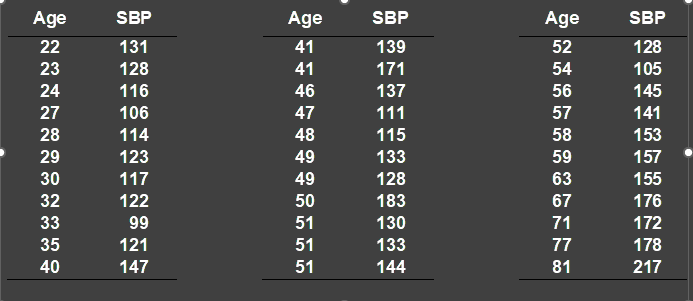 Age SBP Age SBP Age SBP
22 131 41 139 52 128
23 128 41 171 54 105
24 116 46 137 56 145
27 106 47 111 57 141
28 114 48 115 58 153
29 123 49 133 59 157
30 117 49 128 63 155
32 122 50 183 67 176
33 99 51 130 71 172
35 121 51 133 77 178
40 147 51 144 81 217